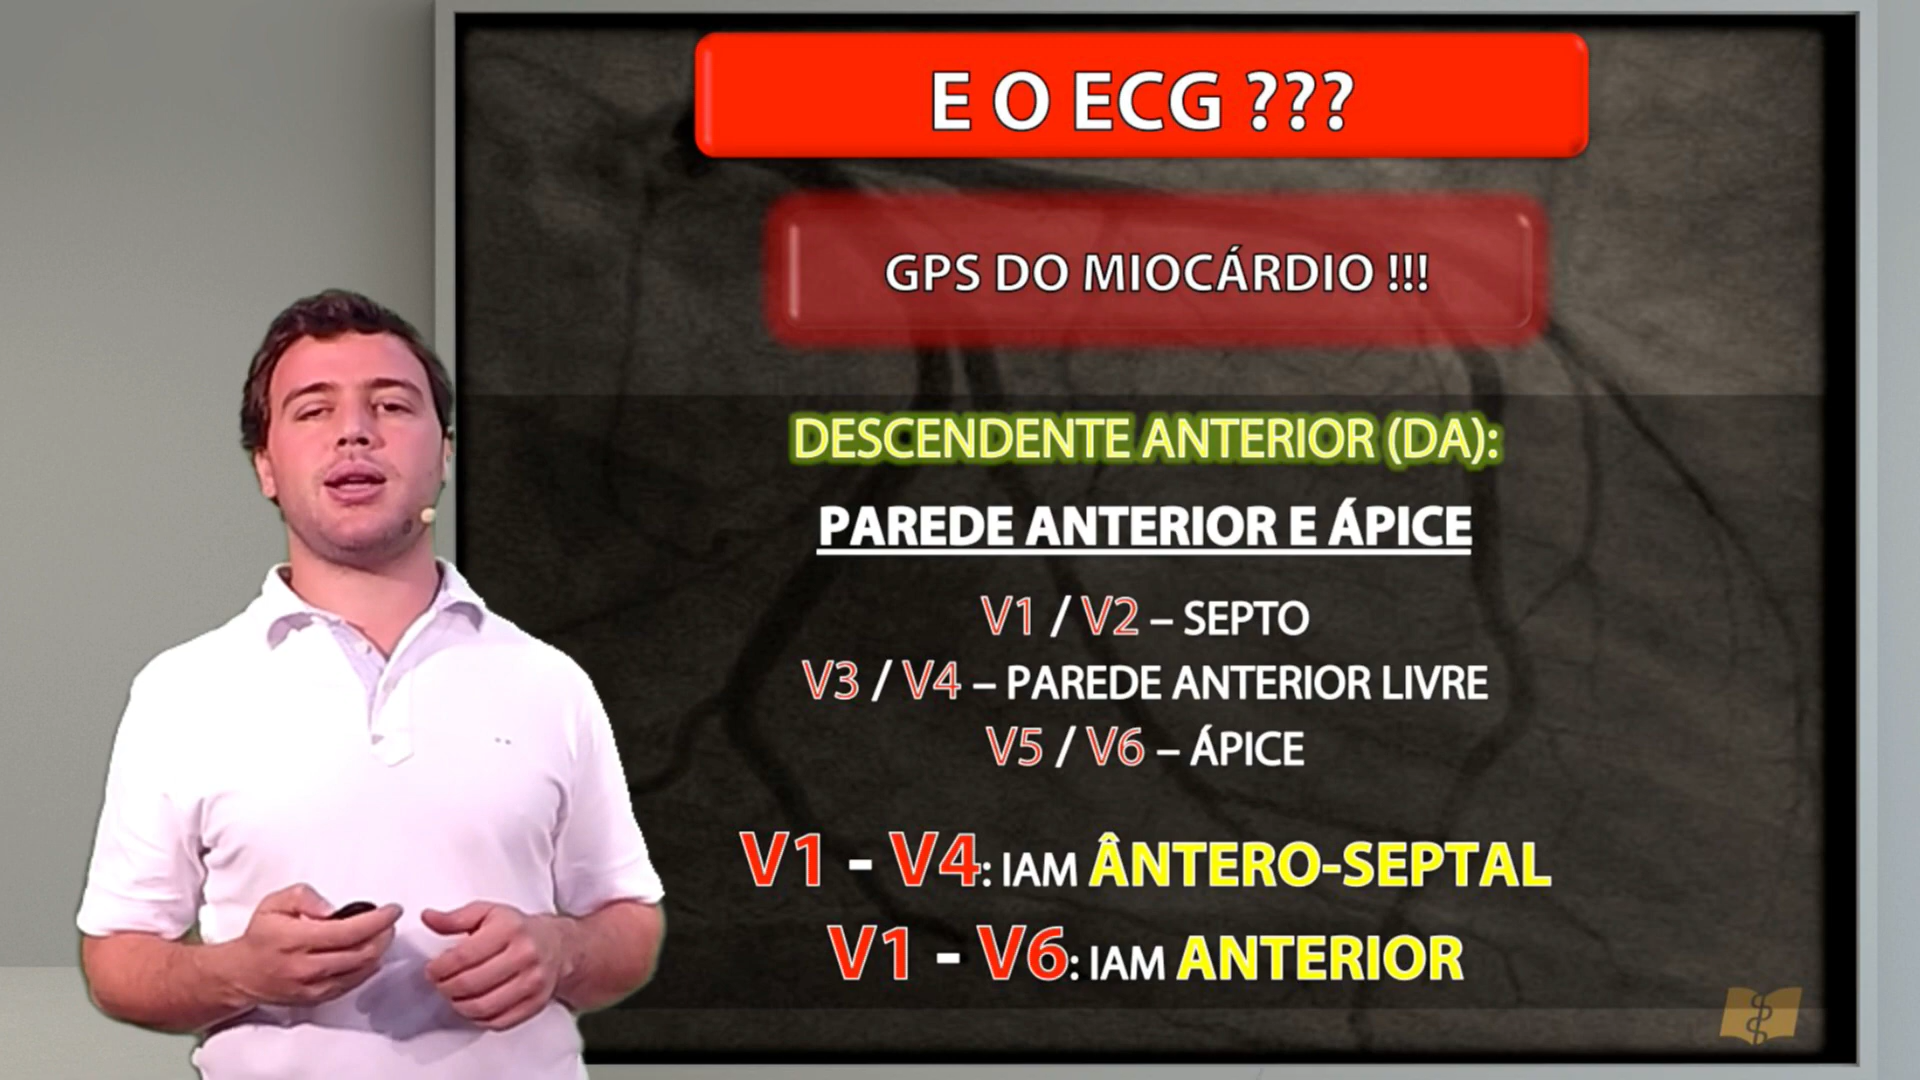 E O ECG ???
GPS DO MIOCÁRDIO !!!
DESCENDENTE ANTERIOR (DA):
PAREDE ANTERIOR E ÁPICE
V1 / V2 – SEPTO
V3 / V4 – PAREDE ANTERIOR LIVRE
V5 / V6 – ÁPICE
V1 - V4: IAM ÂNTERO-SEPTAL
V1 - V6: IAM ANTERIOR